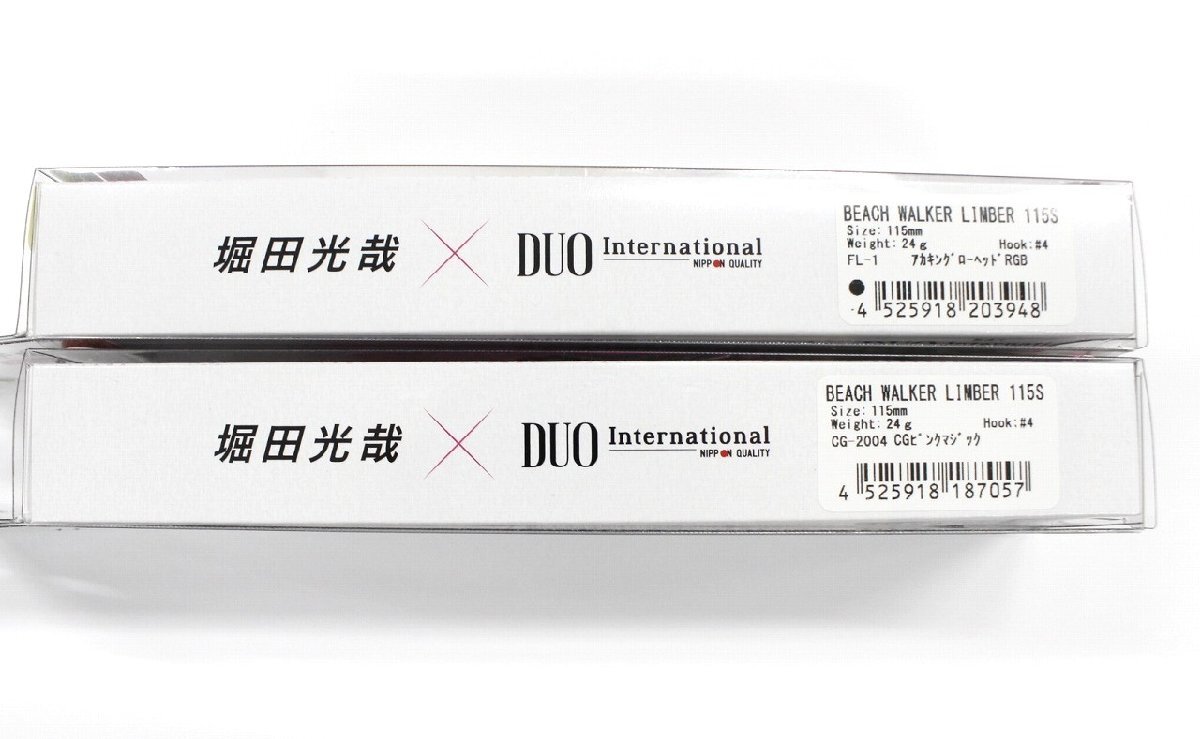 堀田光哉 × DUO International
NIPPON QUALITY
BEACH WALKER LIMBER 115S
Size: 115mm
Weight: 24g Hook:#4
FL-1 アカキングローヘッドRGB
4 525918 203948
堀田光哉 × DUO International
NIPPON QUALITY
BEACH WALKER LIMBER 115S
Size: 115mm
Weight: 24g Hook:#4
CG-2004 CGピンクマジック
4 525918 187057